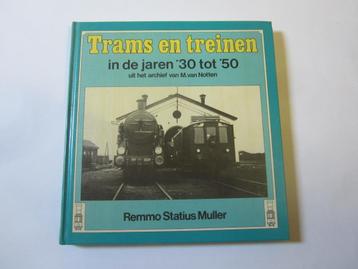 Trams en treinen
in de jaren '30 tot '50
uit het archief van M. van Notten
Remmo Statius Muller